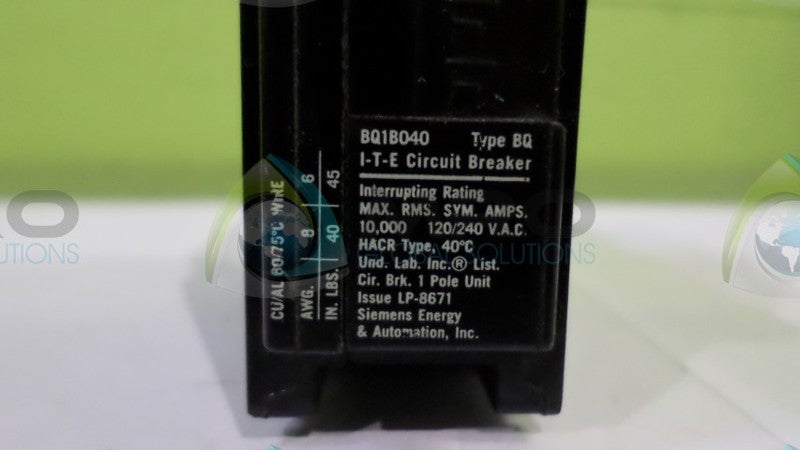 BQ1B040 Type BQ
I-T-E Circuit Breaker
Interrupting Rating
MAX. RMS. SYM. AMPS.
10,000 120/240 V.A.C.
HACR Type, 40°C
Und. Lab. Inc.® List.
Cir. Brk. 1 Pole Unit
Issue LP-8671
Siemens Energy
& Automation, Inc.
CU/AL 60/75°C WIRE
AWG. 8 6
IN. LBS. 40 45